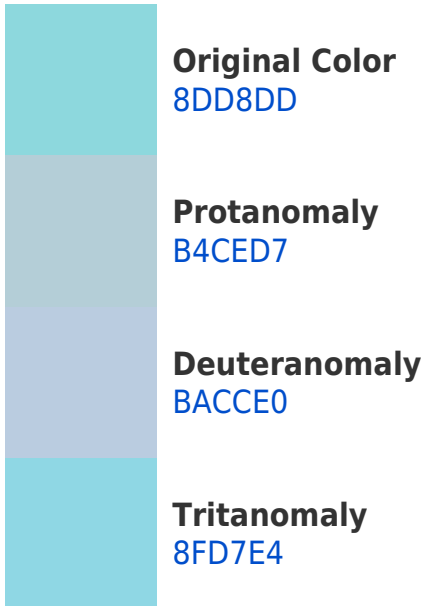 Original Color
8DD8DD
Protanomaly
B4CED7
Deuteranomaly
BACCE0
Tritanomaly
8FD7E4